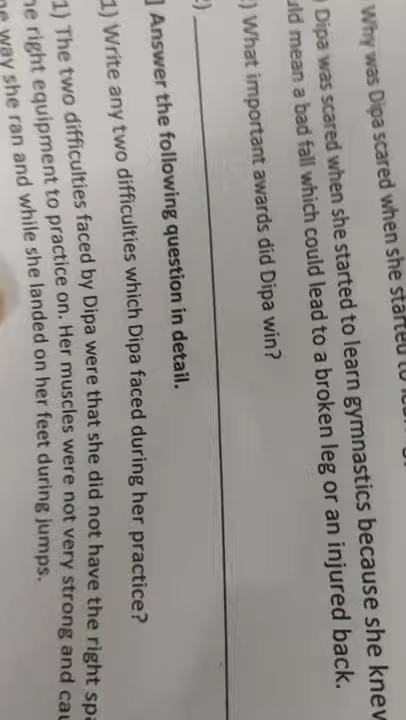 Why was Dipa scared when she started to
) Dipa was scared when she started to learn gymnastics because she knew
uld mean a bad fall which could lead to a broken leg or an injured back.
2) What important awards did Dipa win?
2)
] Answer the following question in detail.
1) Write any two difficulties which Dipa faced during her practice?
1) The two difficulties faced by Dipa were that she did not have the right spa
he right equipment to practice on. Her muscles were not very strong and cau
he way she ran and while she landed on her feet during jumps.